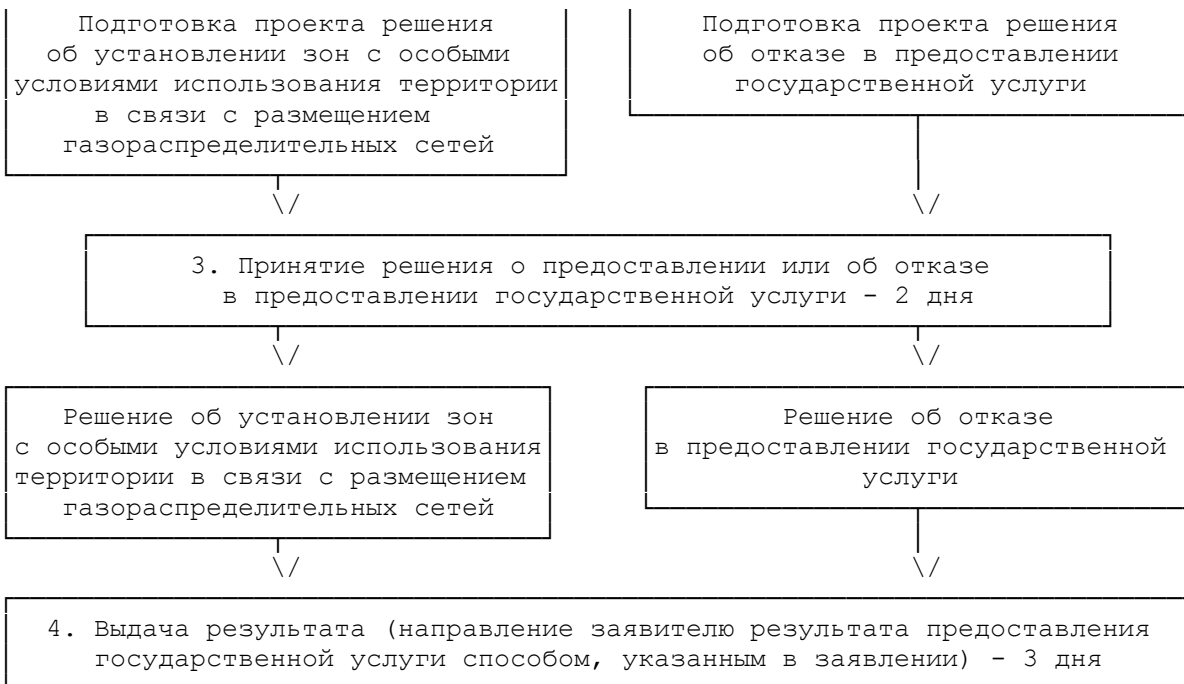 Подготовка проекта решения
об установлении зон с особыми
условиями использования территории
в связи с размещением
газораспределительных сетей
Подготовка проекта решения
об отказе в предоставлении
государственной услуги
\/ \/
3. Принятие решения о предоставлении или об отказе
в предоставлении государственной услуги - 2 дня
\/ \/
Решение об установлении зон
с особыми условиями использования
территории в связи с размещением
газораспределительных сетей
Решение об отказе
в предоставлении государственной
услуги
\/ \/
4. Выдача результата (направление заявителю результата предоставления
государственной услуги способом, указанным в заявлении) - 3 дня